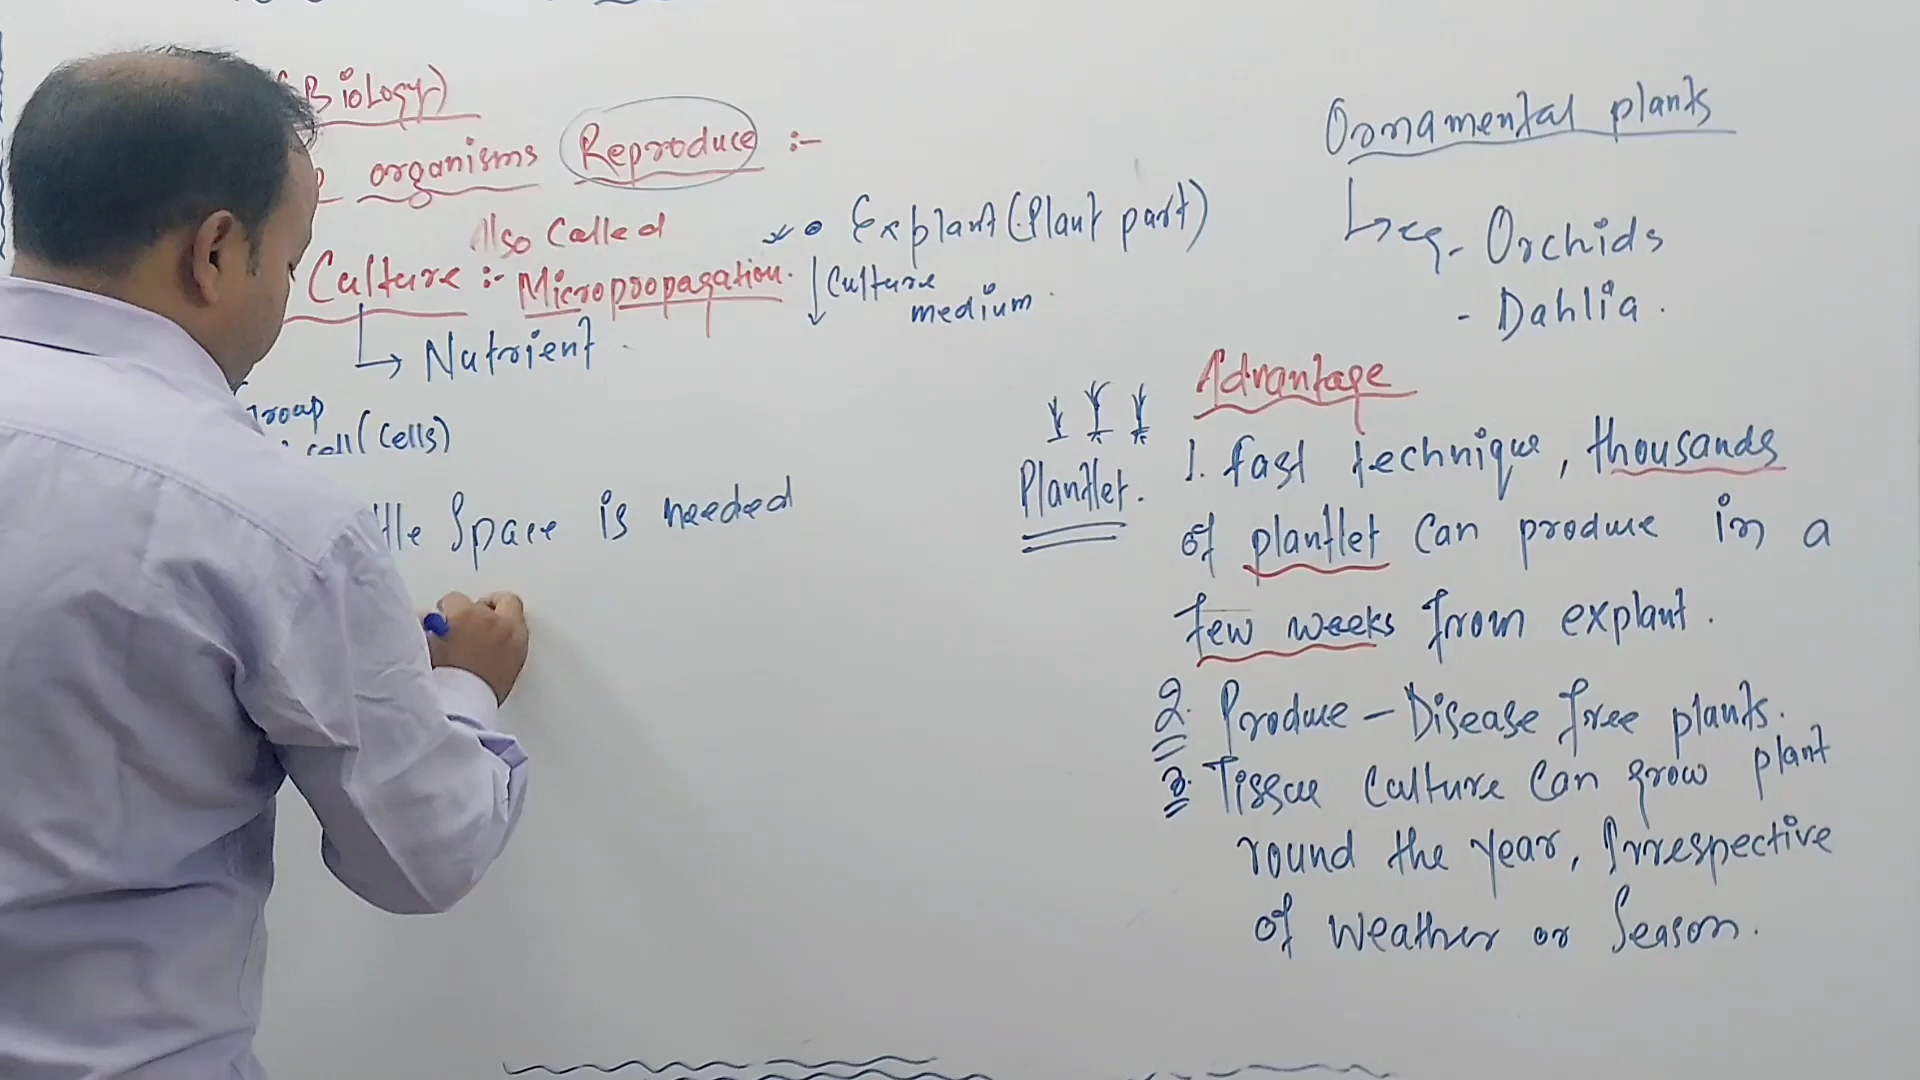 Biology)
organisms Reproduce :-
also called
Culture :- Micropropagation.
↳ Nutrient.
Group
cell (cells)
space is needed
• Explant (Plant part)
↓ Culture
medium.
Plantlet.
Ornamental plants
↳ eg. - Orchids
- Dahlia.
Advantage
1. fast technique, thousands
of plantlet can produce in a
few weeks from explant.
2. Produce - Disease free plants.
3. Tissue culture can grow plant
round the year, Irrespective
of weather or season.